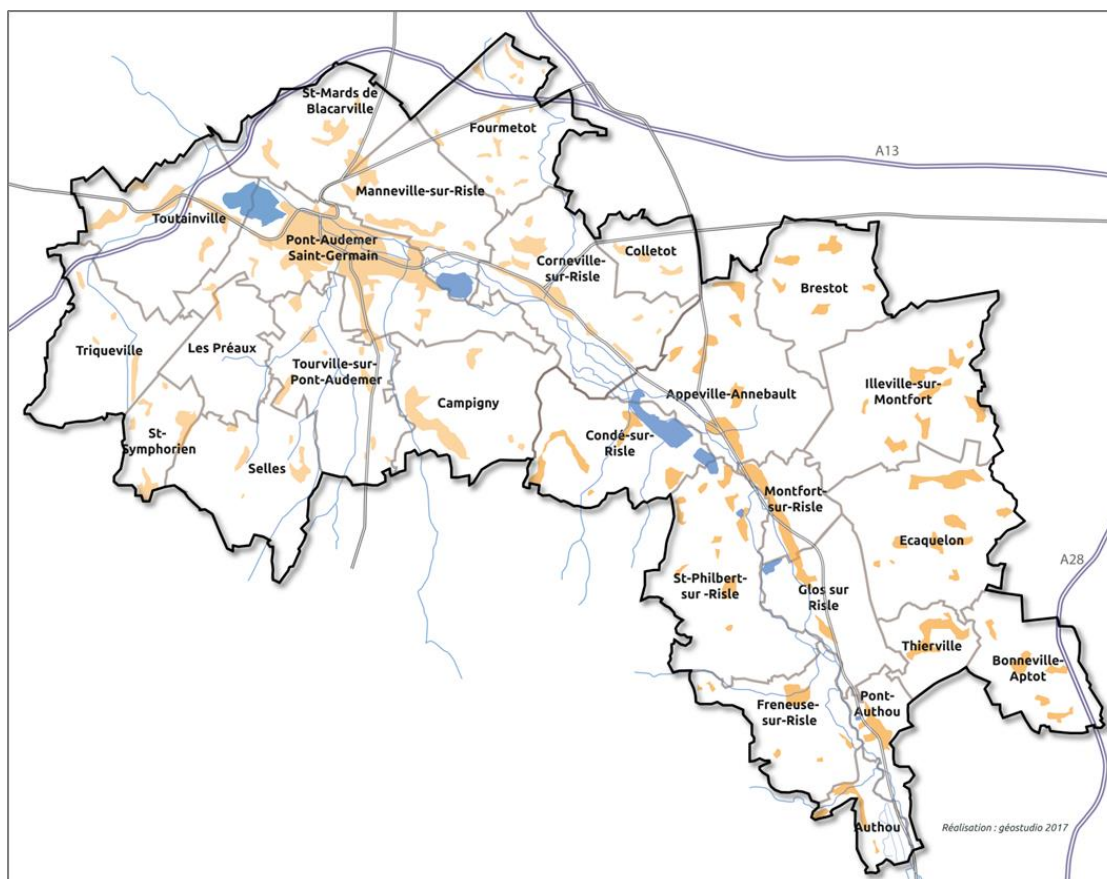 St-Mards de
Blacarville
Fourmetot
A13
Manneville-sur-Risle
Toutainville
Pont-Audemer
Saint-Germain
Corneville-
sur-Risle
Colletot
Brestot
Triqueville
Les Préaux
Tourville-sur-
Pont-Audemer
Campigny
Appeville-Annebault
Illeville-sur-
Montfort
St-
Symphorien
Selles
Condé-sur-
Risle
Montfort-
sur-Risle
Ecaquelon
A28
St-Philbert-
sur -Risle
Glos sur
Risle
Thierville
Bonneville-
Aptot
Freneuse-
sur-Risle
Pont-
Authou
Authou
Réalisation : géostudio 2017